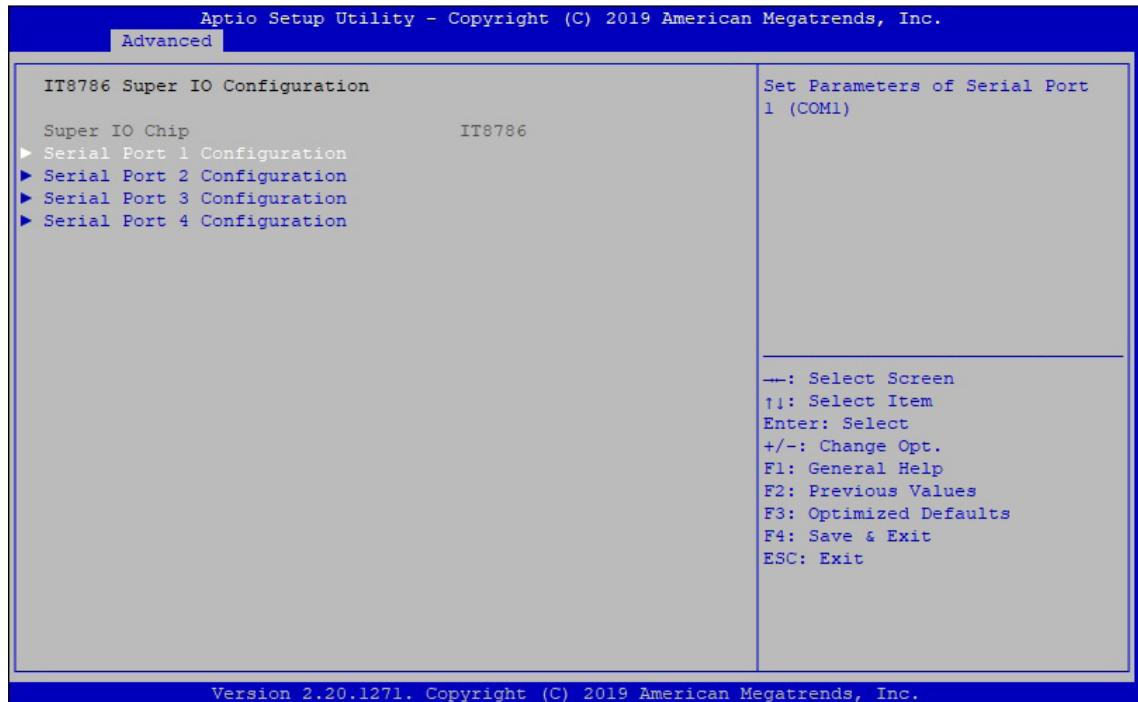 Aptio Setup Utility - Copyright (C) 2019 American Megatrends, Inc.
Advanced
IT8786 Super IO Configuration
Super IO Chip IT8786
► Serial Port 1 Configuration
► Serial Port 2 Configuration
► Serial Port 3 Configuration
► Serial Port 4 Configuration
Set Parameters of Serial Port
1 (COM1)
→←: Select Screen
↑↓: Select Item
Enter: Select
+/-: Change Opt.
F1: General Help
F2: Previous Values
F3: Optimized Defaults
F4: Save & Exit
ESC: Exit
Version 2.20.1271. Copyright (C) 2019 American Megatrends, Inc.